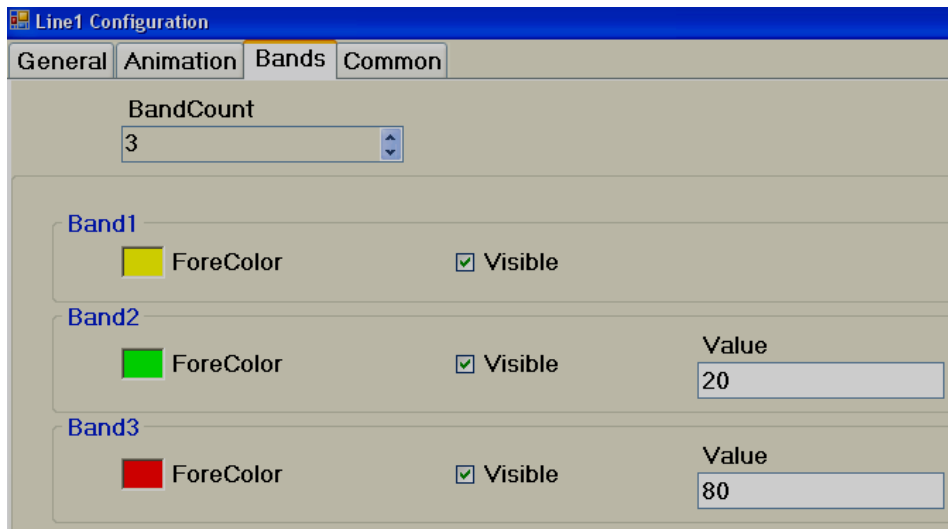 Line1 Configuration
General Animation Bands Common
BandCount
3
Band1
ForeColor Visible
Band2
ForeColor Visible
Value
20
Band3
ForeColor Visible
Value
80